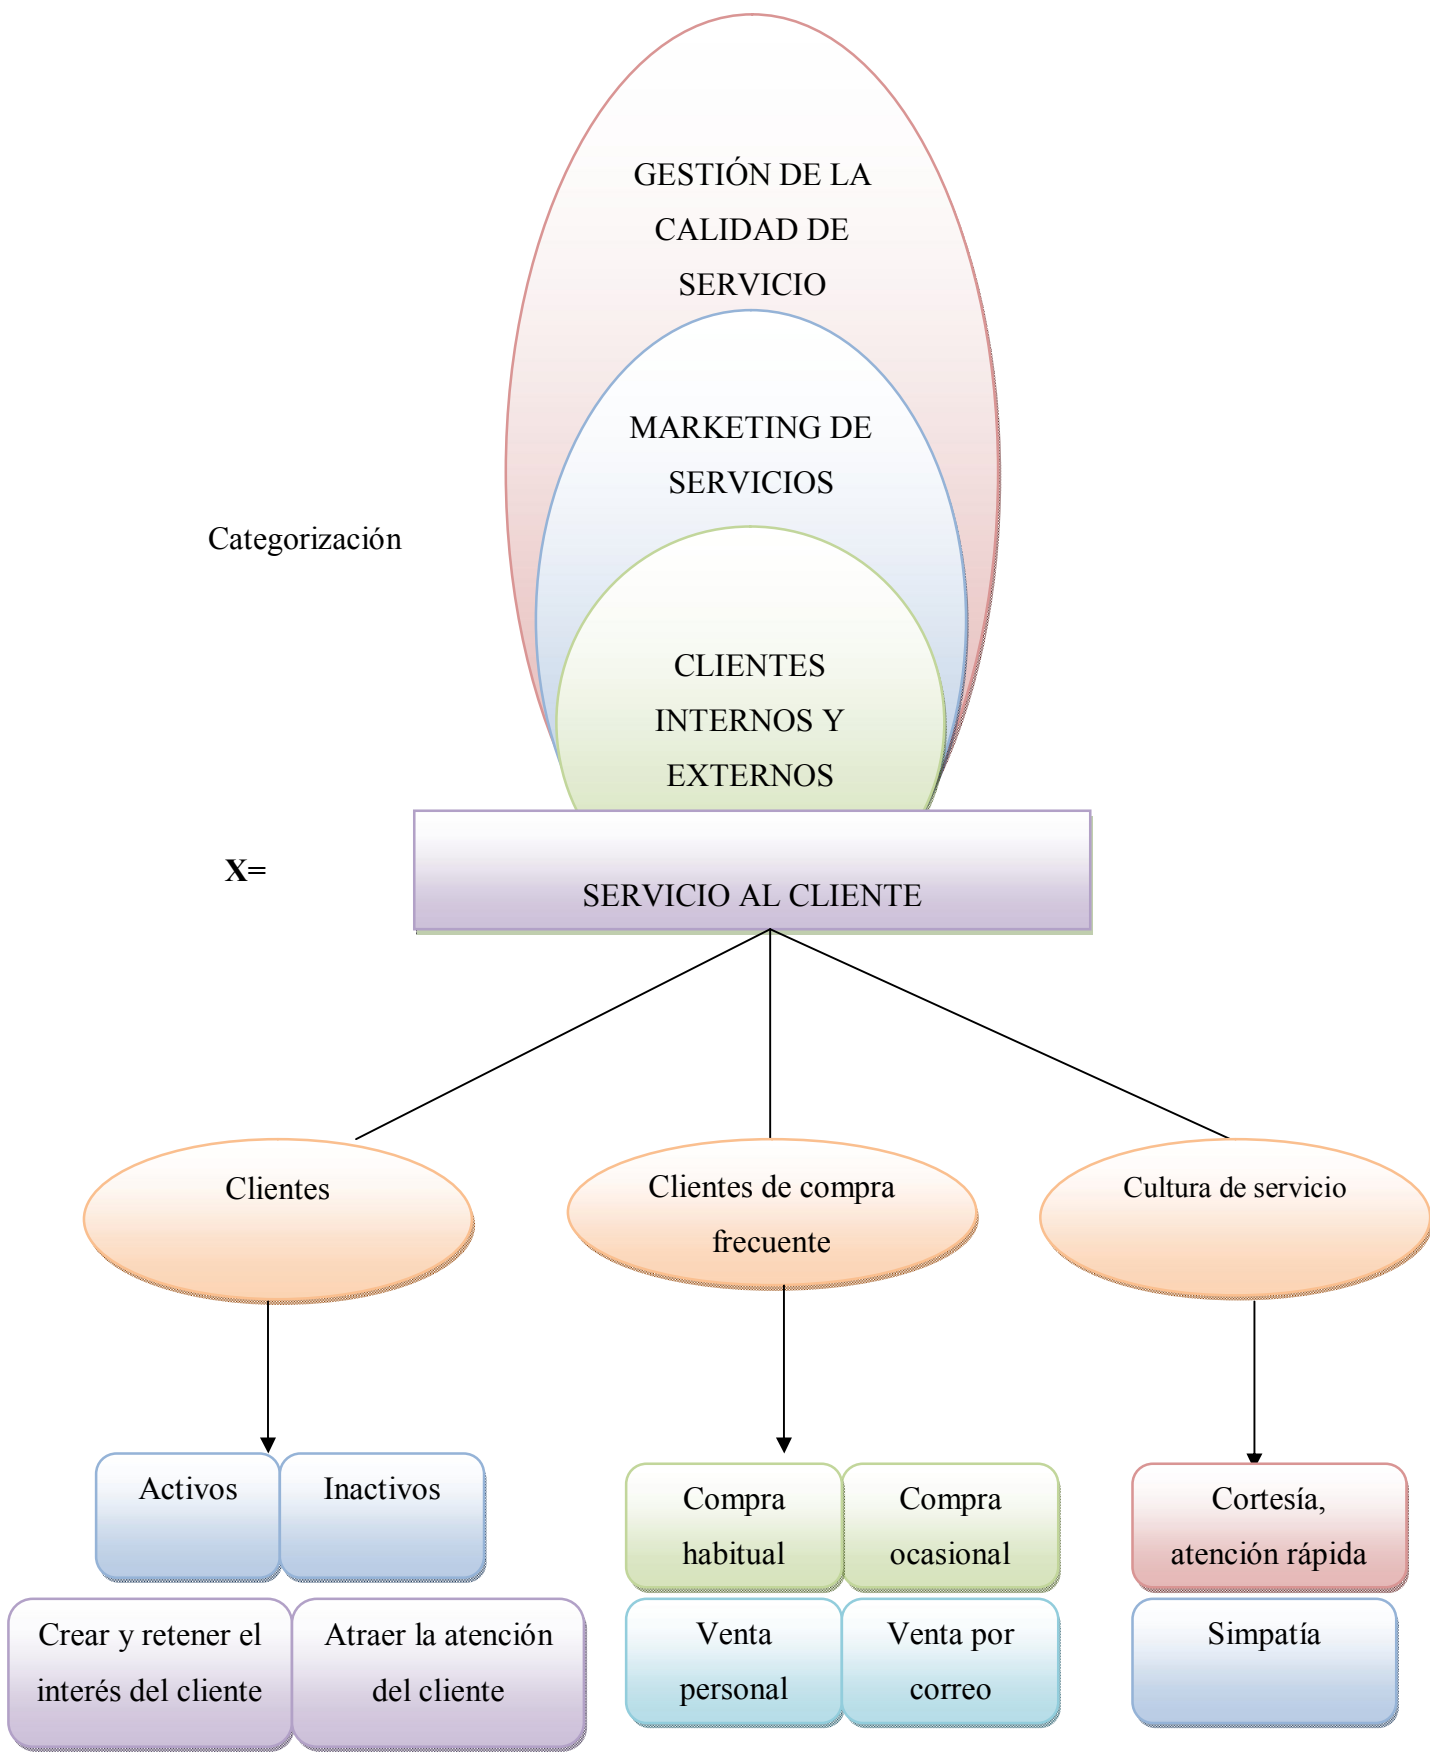 GESTIÓN DE LA
CALIDAD DE
SERVICIO
MARKETING DE
SERVICIOS
Categorización
CLIENTES
INTERNOS Y
EXTERNOS
X=
SERVICIO AL CLIENTE
Clientes
Clientes de compra
frecuente
Cultura de servicio
Activos
Inactivos
Crear y retener el
interés del cliente
Atraer la atención
del cliente
Compra
habitual
Compra
ocasional
Venta
personal
Venta por
correo
Cortesía,
atención rápida
Simpatía